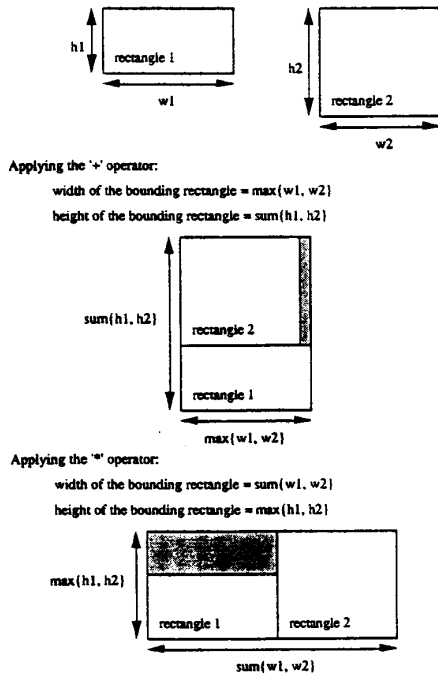 h1
rectangle 1
w1
h2
rectangle 2
w2
Applying the '+' operator:
width of the bounding rectangle = max{w1, w2}
height of the bounding rectangle = sum{h1, h2}
sum{h1, h2}
rectangle 2
rectangle 1
max{w1, w2}
Applying the '*' operator:
width of the bounding rectangle = sum{w1, w2}
height of the bounding rectangle = max{h1, h2}
max{h1, h2}
rectangle 1
rectangle 2
sum{w1, w2}